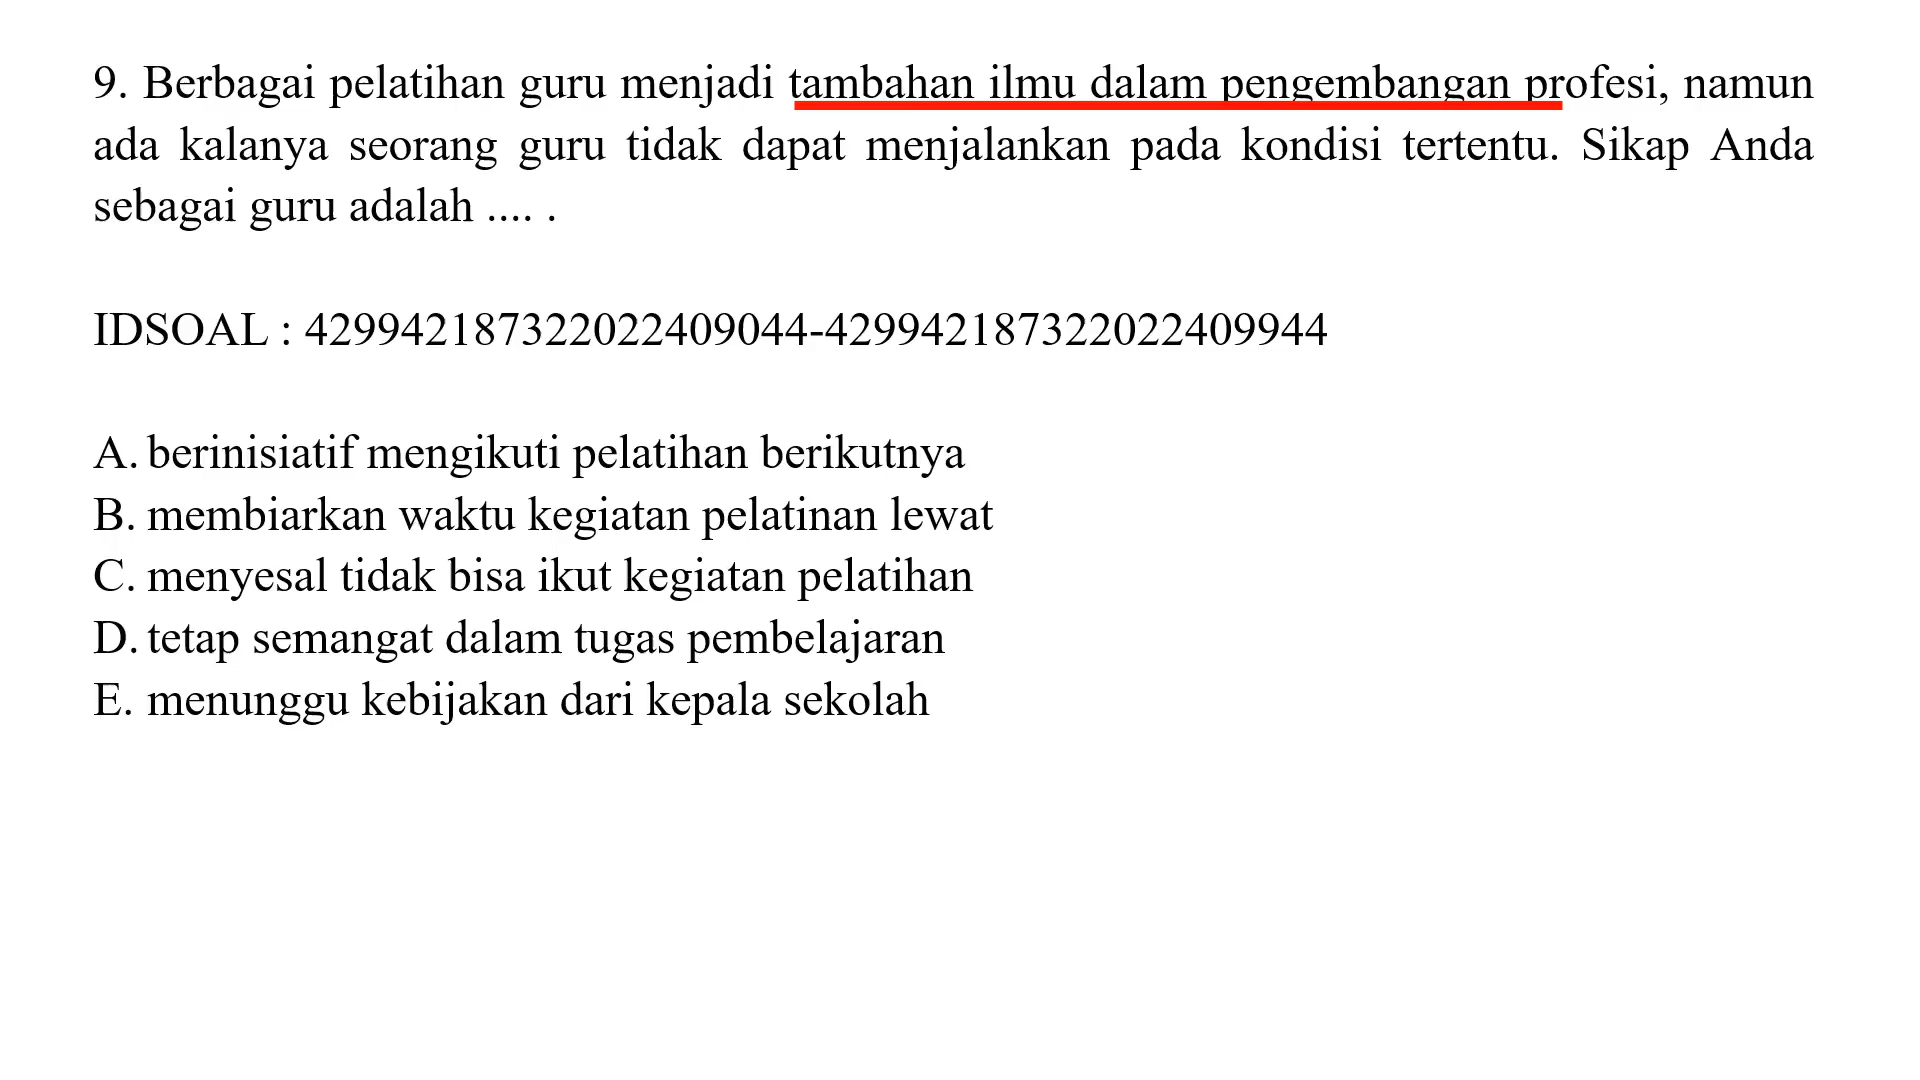 9. Berbagai pelatihan guru menjadi tambahan ilmu dalam pengembangan profesi, namun
ada kalanya seorang guru tidak dapat menjalankan pada kondisi tertentu. Sikap Anda
sebagai guru adalah .... .
IDSOAL : 429942187322022409044-429942187322022409944
A. berinisiatif mengikuti pelatihan berikutnya
B. membiarkan waktu kegiatan pelatinan lewat
C. menyesal tidak bisa ikut kegiatan pelatihan
D. tetap semangat dalam tugas pembelajaran
E. menunggu kebijakan dari kepala sekolah